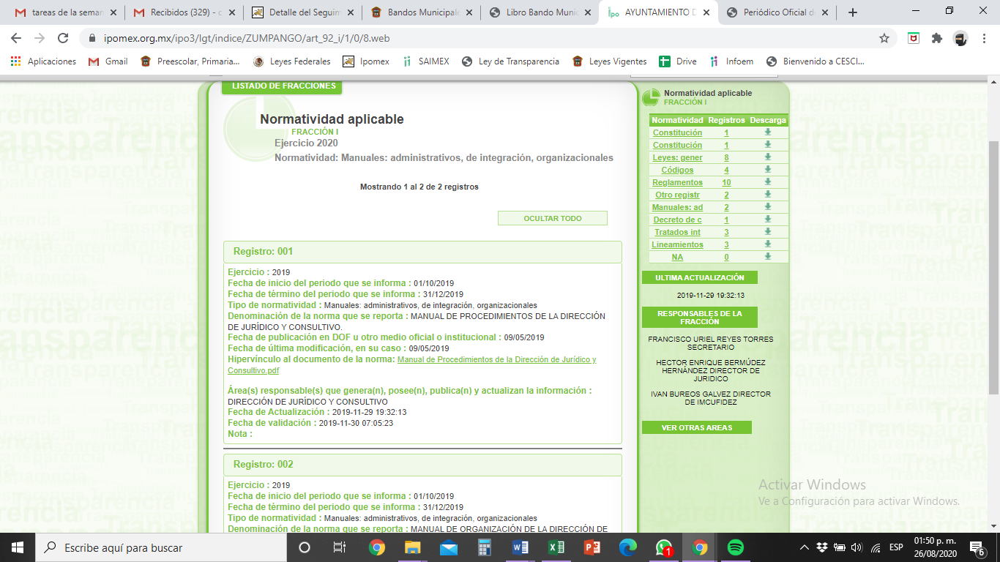 tareas de la seman
Recibidos (329) - c
Detalle del Seguim
Bandos Municipale
Libro Bando Munic
ipo AYUNTAMIENTO D
Periódico Oficial de
ipomex.org.mx/ipo3/lgt/indice/ZUMPANGO/art_92_i/1/0/8.web
Aplicaciones Gmail Preescolar, Primaria... Leyes Federales Ipomex SAIMEX Ley de Transparencia Leyes Vigentes Drive Infoem Bienvenido a CESCI...
LISTADO DE FRACCIONES
Normatividad aplicable
FRACCIÓN I
Ejercicio 2020
Normatividad: Manuales: administrativos, de integración, organizacionales
Mostrando 1 al 2 de 2 registros
OCULTAR TODO
Registro: 001
Ejercicio : 2019
Fecha de inicio del periodo que se informa : 01/10/2019
Fecha de término del periodo que se informa : 31/12/2019
Tipo de normatividad : Manuales: administrativos, de integración, organizacionales
Denominación de la norma que se reporta : MANUAL DE PROCEDIMIENTOS DE LA DIRECCIÓN
DE JURÍDICO Y CONSULTIVO.
Fecha de publicación en DOF u otro medio oficial o institucional : 09/05/2019
Fecha de última modificación, en su caso : 09/05/2019
Hipervínculo al documento de la norma: Manual de Procedimientos de la Dirección de Jurídico y
Consultivo.pdf
Área(s) responsable(s) que genera(n), posee(n), publica(n) y actualizan la información :
DIRECCIÓN DE JURÍDICO Y CONSULTIVO
Fecha de Actualización : 2019-11-29 19:32:13
Fecha de validación : 2019-11-30 07:05:23
Nota :
Registro: 002
Ejercicio : 2019
Fecha de inicio del periodo que se informa : 01/10/2019
Fecha de término del periodo que se informa : 31/12/2019
Tipo de normatividad : Manuales: administrativos, de integración, organizacionales
Denominación de la norma que se reporta : MANUAL DE ORGANIZACIÓN DE LA DIRECCIÓN DE
Normatividad aplicable
FRACCIÓN I
Normatividad Registros Descarga
Constitución 1
Constitución 1
Leyes: gener 8
Códigos 4
Reglamentos 10
Otro registr 2
Manuales: ad 2
Decreto de c 1
Tratados int 3
Lineamientos 3
NA 0
ULTIMA ACTUALIZACIÓN
2019-11-29 19:32:13
RESPONSABLES DE LA
FRACCIÓN
FRANCISCO URIEL REYES TORRES
SECRETARIO
HECTOR ENRIQUE BERMÚDEZ
HERNÁNDEZ DIRECTOR DE
JURIDICO
IVAN BUREOS GALVEZ DIRECTOR
DE IMCUFIDEZ
VER OTRAS AREAS
Activar Windows
Ve a Configuración para activar Windows.
Escribe aquí para buscar
1
ESP
01:50 p. m.
26/08/2020
6